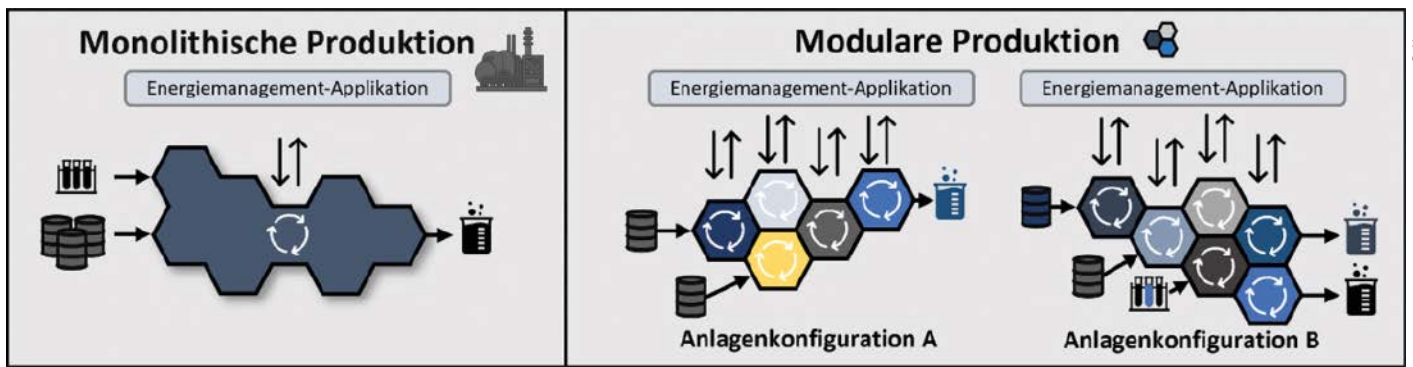 Monolithische Produktion
Energiemanagement-Applikation
Modulare Produktion
Energiemanagement-Applikation
Energiemanagement-Applikation
Anlagenkonfiguration A
Anlagenkonfiguration B